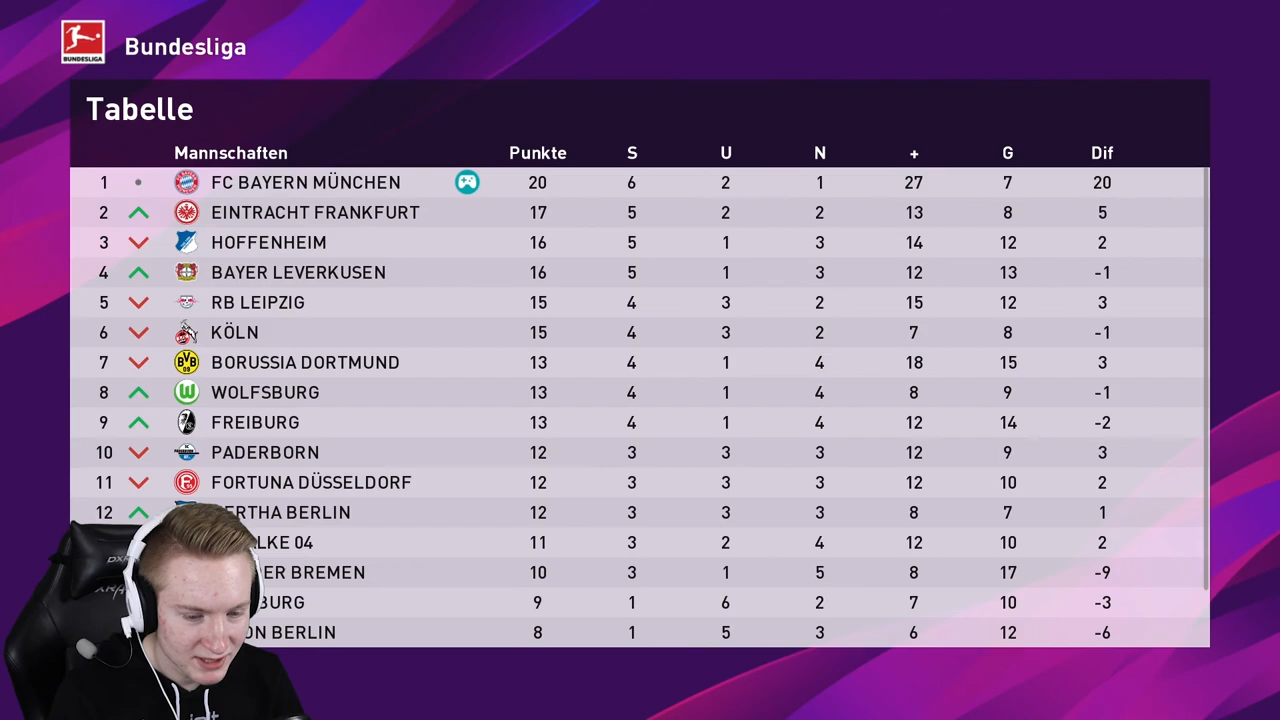 BUNDESLIGA
Bundesliga
Tabelle
Mannschaften Punkte S U N + G Dif
1 FC BAYERN MÜNCHEN 20 6 2 1 27 7 20
2 EINTRACHT FRANKFURT 17 5 2 2 13 8 5
3 HOFFENHEIM 16 5 1 3 14 12 2
4 BAYER LEVERKUSEN 16 5 1 3 12 13 -1
5 RB LEIPZIG 15 4 3 2 15 12 3
6 KÖLN 15 4 3 2 7 8 -1
7 BVB 09 BORUSSIA DORTMUND 13 4 1 4 18 15 3
8 WOLFSBURG 13 4 1 4 8 9 -1
9 FREIBURG 13 4 1 4 12 14 -2
10 PADERBORN 12 3 3 3 12 9 3
11 FORTUNA DÜSSELDORF 12 3 3 3 12 10 2
12 ERTHA BERLIN 12 3 3 3 8 7 1
LKE 04 11 3 2 4 12 10 2
DER BREMEN 10 3 1 5 8 17 -9
BURG 9 1 6 2 7 10 -3
ON BERLIN 8 1 5 3 6 12 -6